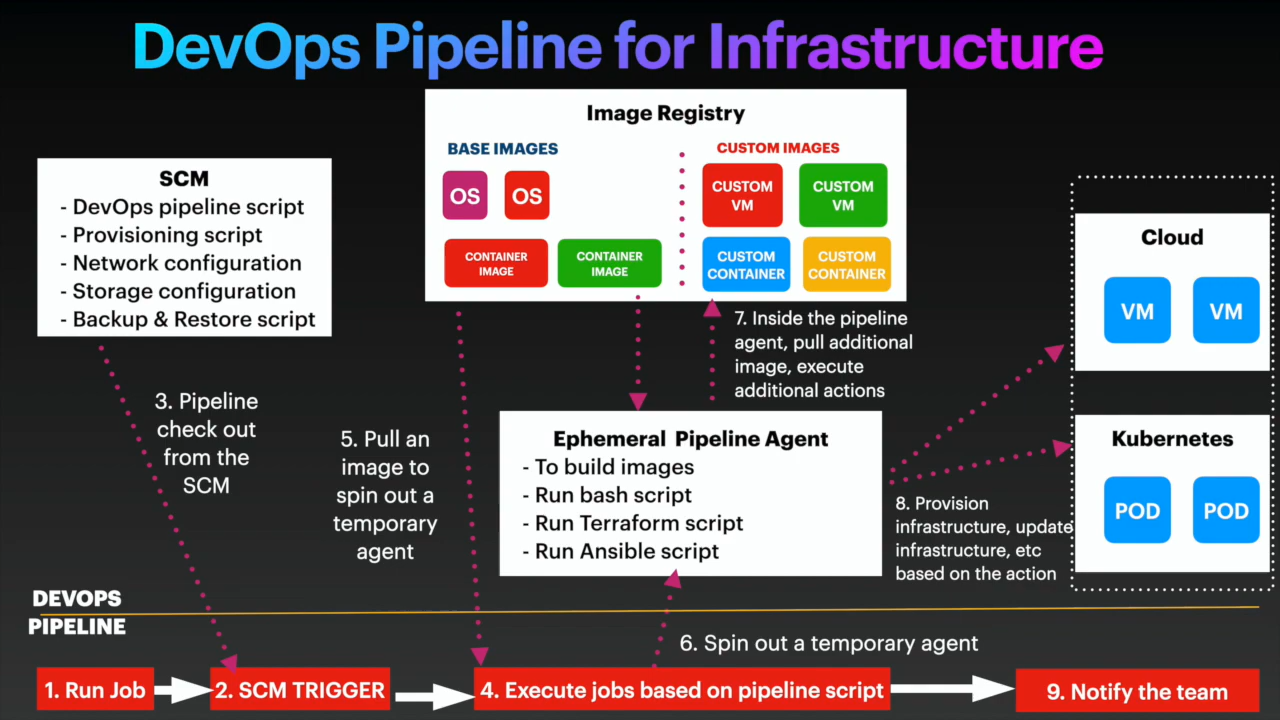 DevOps Pipeline for Infrastructure
Image Registry
BASE IMAGES
CUSTOM IMAGES
OS
OS
CUSTOM
VM
CUSTOM
VM
CONTAINER
IMAGE
CONTAINER
IMAGE
CUSTOM
CONTAINER
CUSTOM
CONTAINER
SCM
- DevOps pipeline script
- Provisioning script
- Network configuration
- Storage configuration
- Backup & Restore script
Cloud
VM
VM
Kubernetes
POD
POD
3. Pipeline
check out
from the
SCM
5. Pull an
image to
spin out a
temporary
agent
7. Inside the pipeline
agent, pull additional
image, execute
additional actions
Ephemeral Pipeline Agent
- To build images
- Run bash script
- Run Terraform script
- Run Ansible script
8. Provision
infrastructure, update
infrastructure, etc
based on the action
DEVOPS
PIPELINE
6. Spin out a temporary agent
1. Run Job
2. SCM TRIGGER
4. Execute jobs based on pipeline script
9. Notify the team